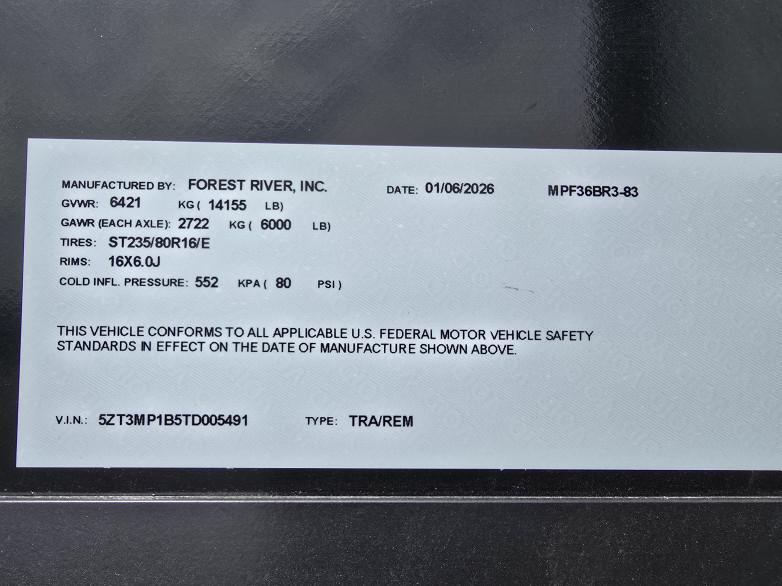 MANUFACTURED BY: FOREST RIVER, INC. DATE: 01/06/2026 MPF36BR3-83
GVWR: 6421 KG ( 14155 LB)
GAWR (EACH AXLE): 2722 KG ( 6000 LB)
TIRES: ST235/80R16/E
RIMS: 16X6.0J
COLD INFL. PRESSURE: 552 KPA ( 80 PSI )
THIS VEHICLE CONFORMS TO ALL APPLICABLE U.S. FEDERAL MOTOR VEHICLE SAFETY
STANDARDS IN EFFECT ON THE DATE OF MANUFACTURE SHOWN ABOVE.
V.I.N.: 5ZT3MP1B5TD005491 TYPE: TRA/REM